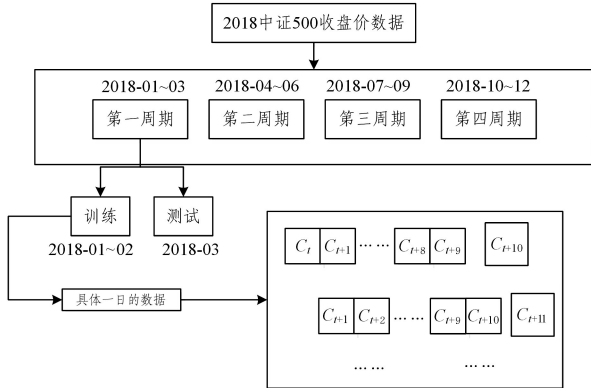 2018中证500收盘价数据
2018-01~03 2018-04~06 2018-07~09 2018-10~12
第一周期 第二周期 第三周期 第四周期
训练 测试
2018-01~02 2018-03
具体一日的数据
C_t C_{t+1} …… C_{t+8} C_{t+9} C_{t+10}
C_{t+1} C_{t+2} …… C_{t+9} C_{t+10} C_{t+11}
…… ……